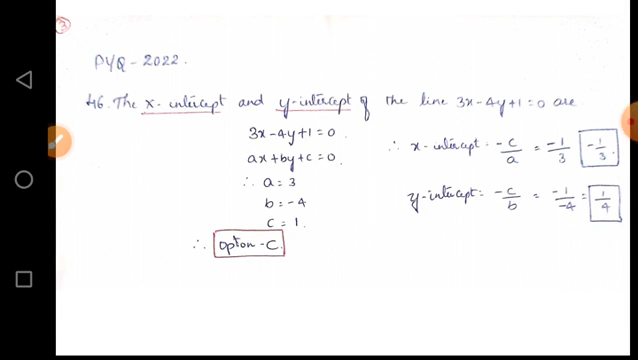 3
PYQ-2022.
46. The x-intercept and y-intercept of the line 3x-4y+1=0 are
3x-4y+1=0.
ax+by+c=0.
∴ a=3
b=-4
c=1.
∴ option-C.
∴ x-intercept = -c/a = -1/3 -1/3.
y-intercept = -c/b = -1/-4 = 1/4